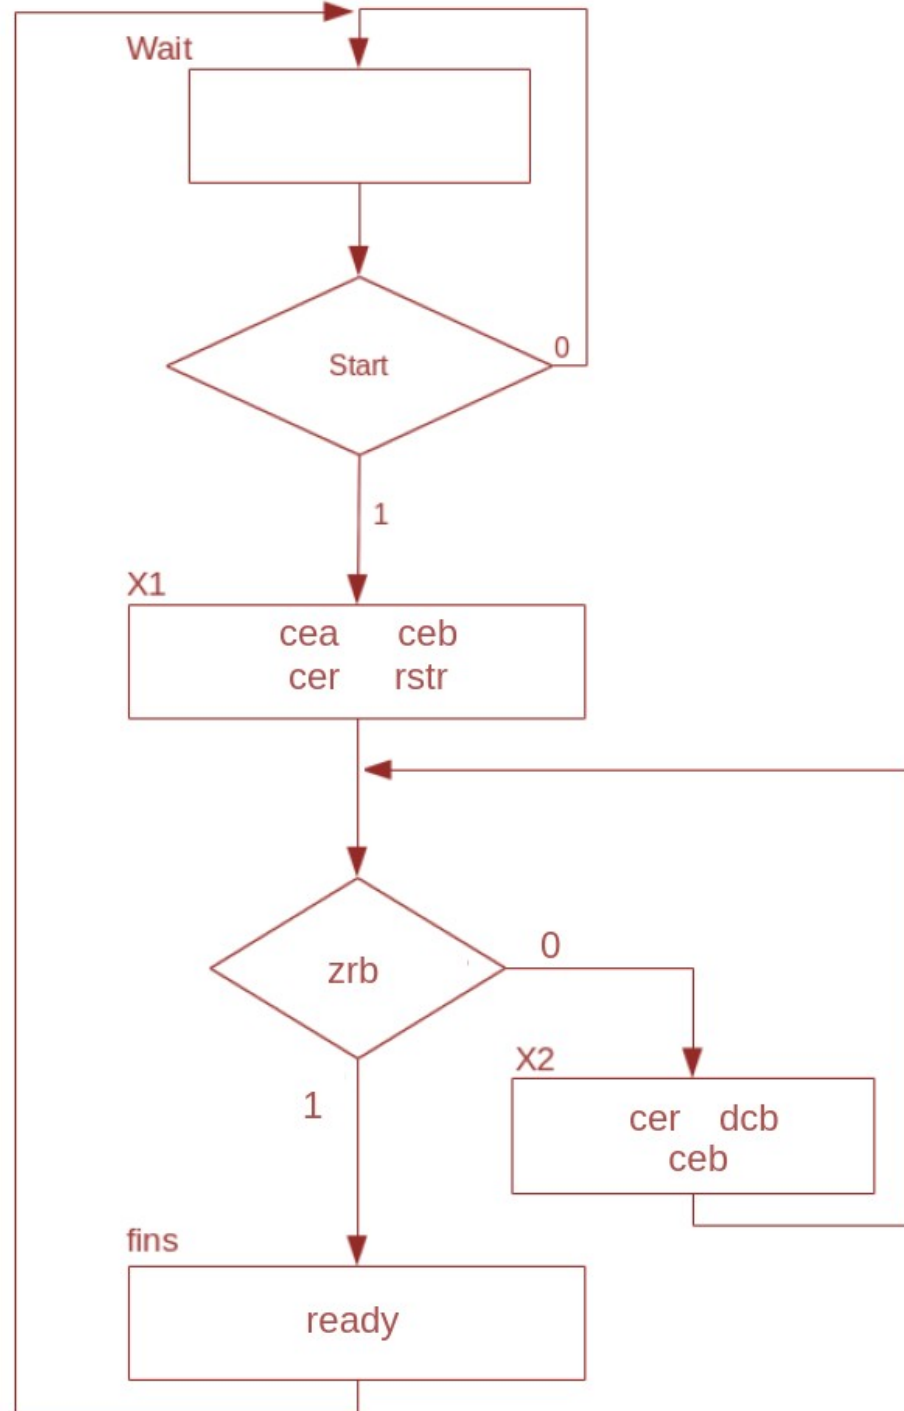 Wait
Start
0
1
X1
cea ceb
cer rstr
zrb
0
1
X2
cer dcb
ceb
fins
ready